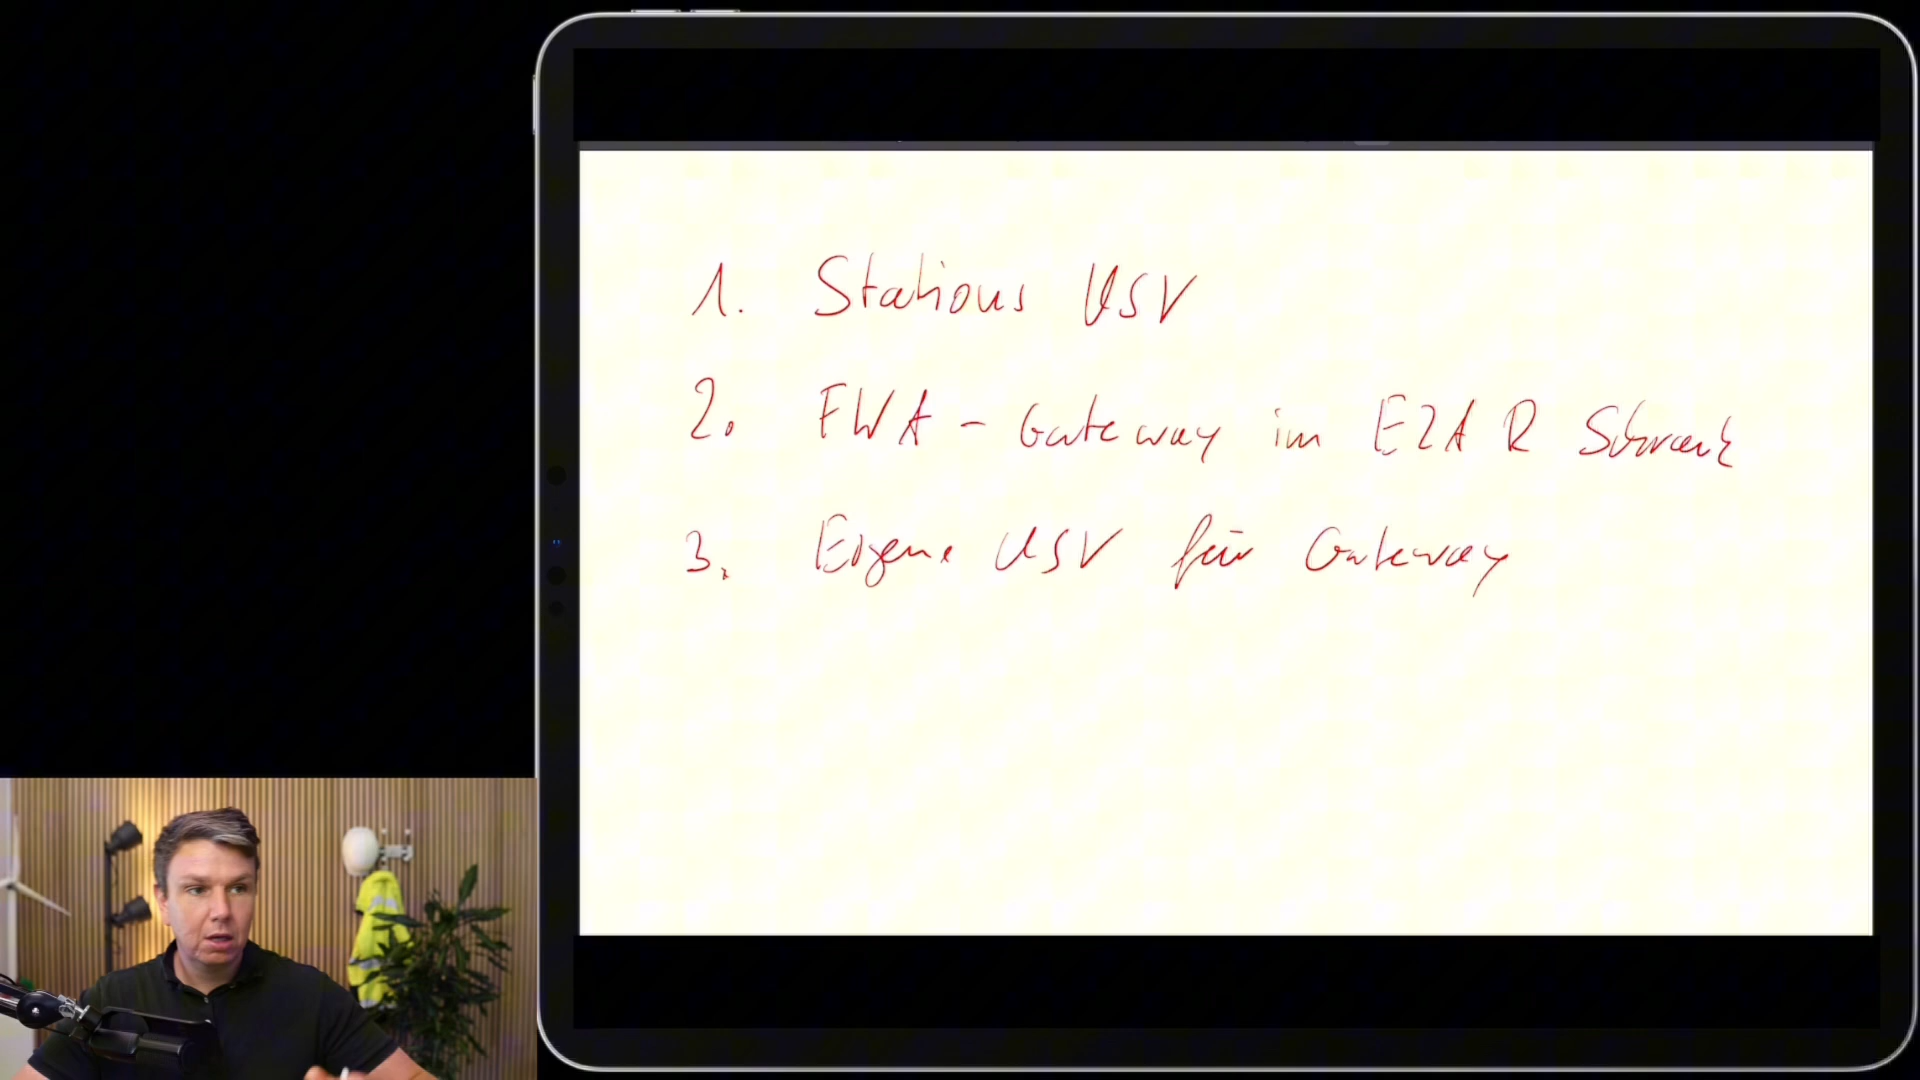 1. Stations USV
2. FWA - Gateway im EZA R Schrank
3. Eigene USV für Gateway